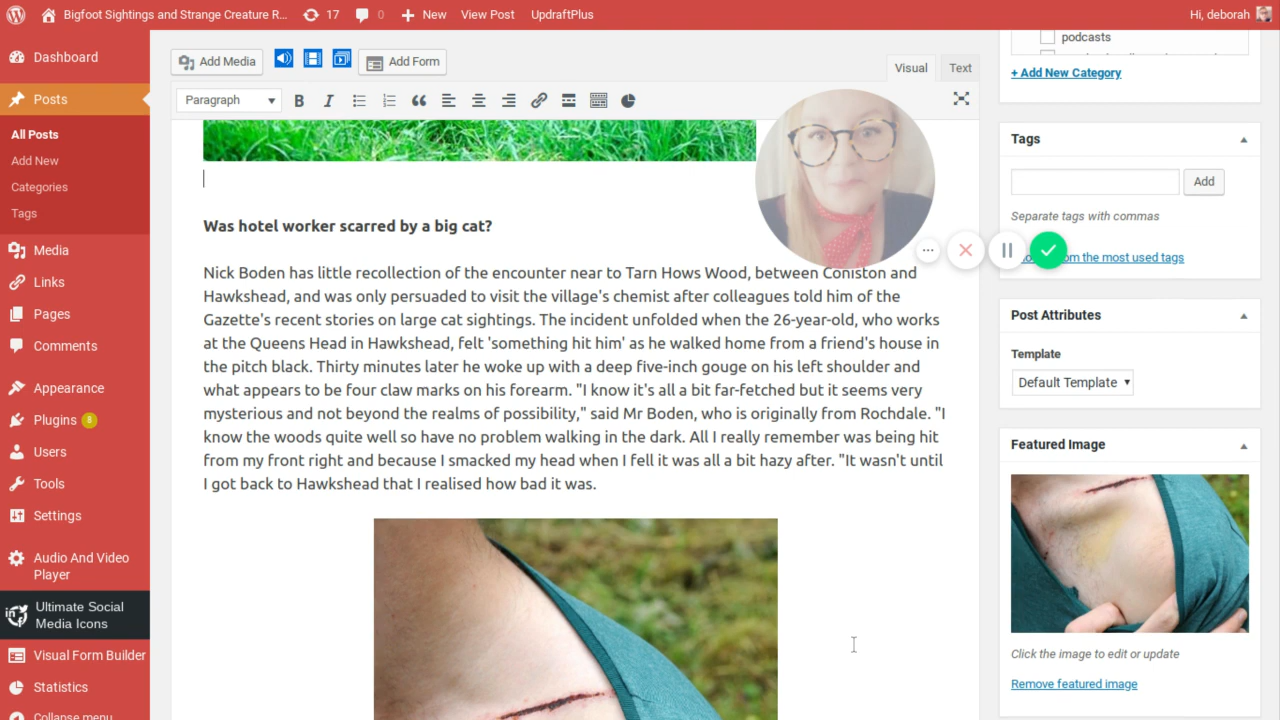 Bigfoot Sightings and Strange Creature R... 17 0 New View Post UpdraftPlus Hi, deborah
Dashboard
Posts
All Posts
Add New
Categories
Tags
Media
Links
Pages
Comments
Appearance
Plugins 8
Users
Tools
Settings
Audio And Video
Player
Ultimate Social
Media Icons
Visual Form Builder
Statistics
Collapse menu
Add Media Add Form
Visual Text
Paragraph
Was hotel worker scarred by a big cat?
Nick Boden has little recollection of the encounter near to Tarn Hows Wood, between Coniston and
Hawkshead, and was only persuaded to visit the village's chemist after colleagues told him of the
Gazette's recent stories on large cat sightings. The incident unfolded when the 26-year-old, who works
at the Queens Head in Hawkshead, felt 'something hit him' as he walked home from a friend's house in
the pitch black. Thirty minutes later he woke up with a deep five-inch gouge on his left shoulder and
what appears to be four claw marks on his forearm. "I know it's all a bit far-fetched but it seems very
mysterious and not beyond the realms of possibility," said Mr Boden, who is originally from Rochdale. "I
know the woods quite well so have no problem walking in the dark. All I really remember was being hit
from my front right and because I smacked my head when I fell it was all a bit hazy after. "It wasn't until
I got back to Hawkshead that I realised how bad it was.
podcasts
+ Add New Category
Tags
Add
Separate tags with commas
from the most used tags
Post Attributes
Template
Default Template
Featured Image
Click the image to edit or update
Remove featured image